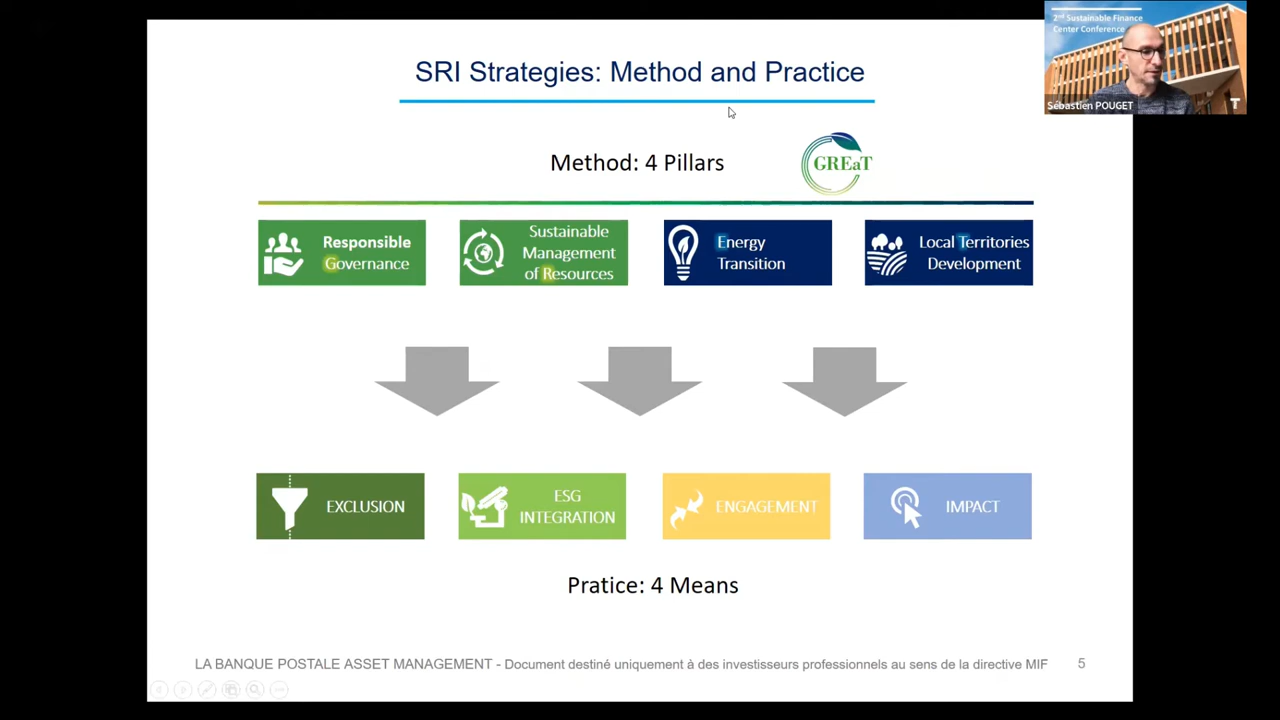 SRI Strategies: Method and Practice
2nd Sustainable Finance
Center Conference
Sébastien POUGET
Method: 4 Pillars
GREaT
Responsible
Governance
Sustainable
Management
of Resources
Energy
Transition
Local Territories
Development
EXCLUSION
ESG
INTEGRATION
ENGAGEMENT
IMPACT
Pratice: 4 Means
LA BANQUE POSTALE ASSET MANAGEMENT - Document destiné uniquement à des investisseurs professionnels au sens de la directive MIF
5